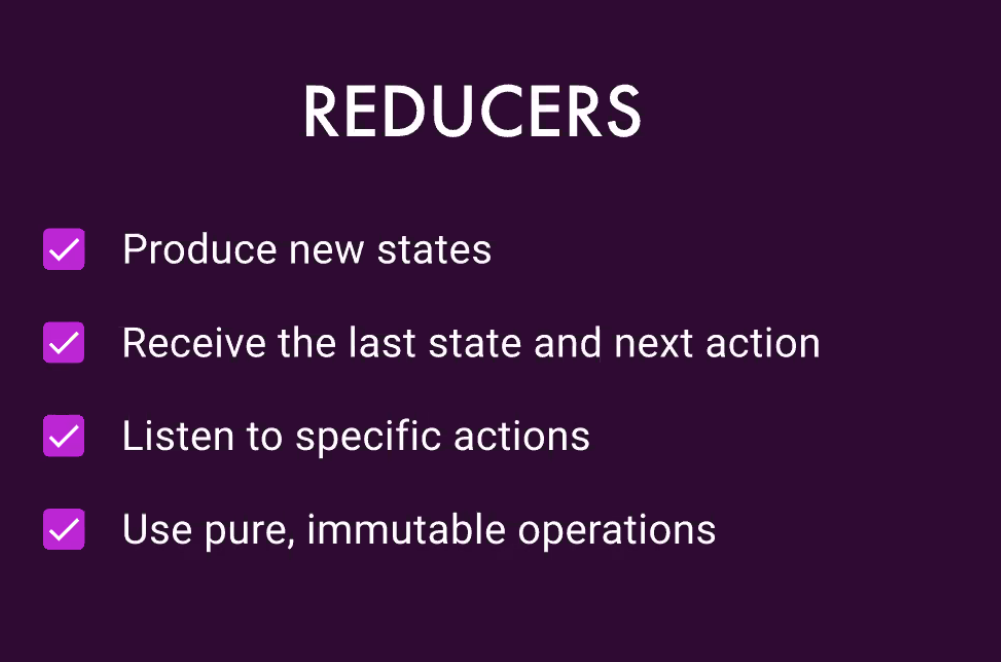 REDUCERS
Produce new states
Receive the last state and next action
Listen to specific actions
Use pure, immutable operations